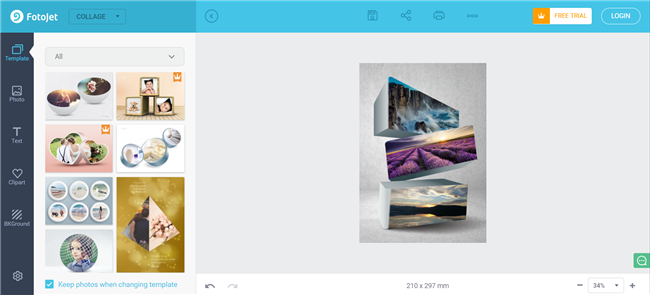 FotoJet
COLLAGE
FREE TRIAL
LOGIN
Template
Photo
Text
Clipart
BKGround
All
Keep photos when changing template
210 x 297 mm
34%